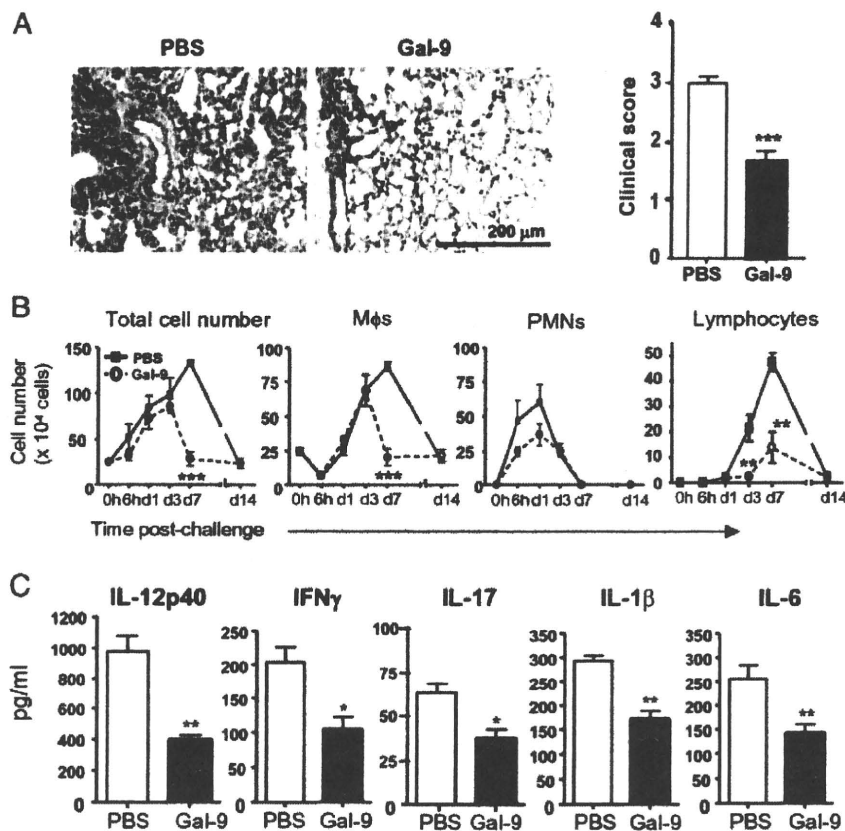 A
PBS Gal-9
200 μm
Clinical score
4
3
2
1
0
***
PBS Gal-9
B
Total cell number Mϕs PMNs Lymphocytes
Cell number
(x 10⁴ cells)
150
100
50
0
PBS
Gal-9
***
0h 6h d1 d3 d7 d14
100
75
50
25
0
***
0h 6h d1 d3 d7 d14
100
75
50
25
0
0h 6h d1 d3 d7 d14
50
40
30
20
10
0
**
**
0h 6h d1 d3 d7 d14
Time post-challenge
C
IL-12p40 IFNγ IL-17 IL-1β IL-6
pg/ml
1200
1000
800
600
400
200
0
**
PBS Gal-9
250
200
150
100
50
0
*
PBS Gal-9
100
75
50
25
0
*
PBS Gal-9
350
300
250
200
150
100
50
0
**
PBS Gal-9
350
300
250
200
150
100
50
0
**
PBS Gal-9